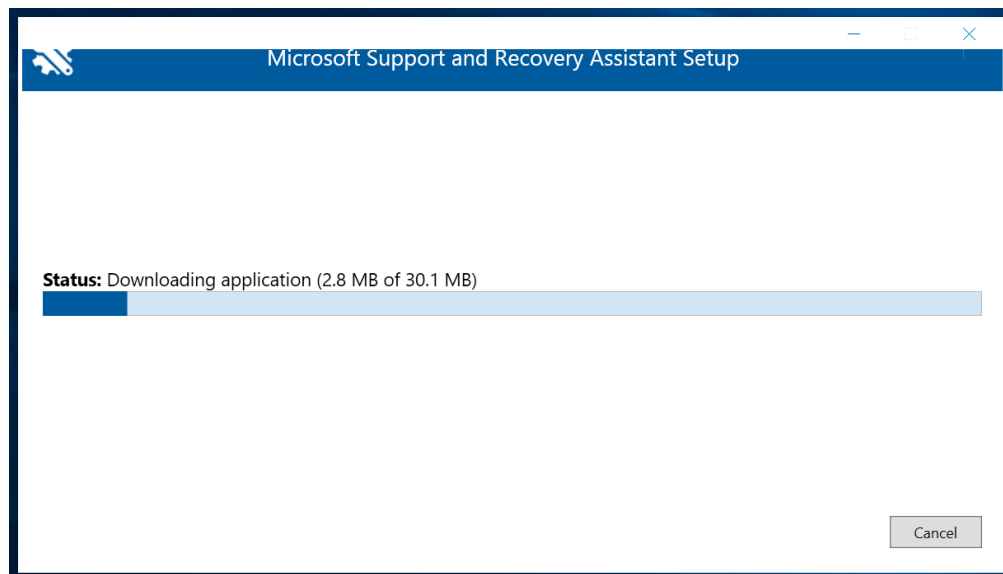 Microsoft Support and Recovery Assistant Setup
Status: Downloading application (2.8 MB of 30.1 MB)
Cancel